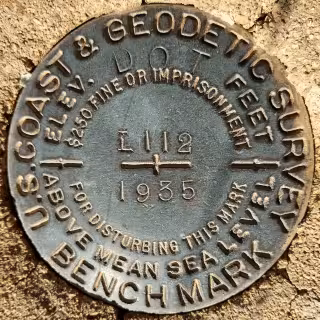 U.S. COAST & GEODETIC SURVEY
ELEV. DOT FEET
$250 FINE OR IMPRISONMENT
L 112
1935
FOR DISTURBING THIS MARK
ABOVE MEAN SEA LEVEL
BENCH MARK